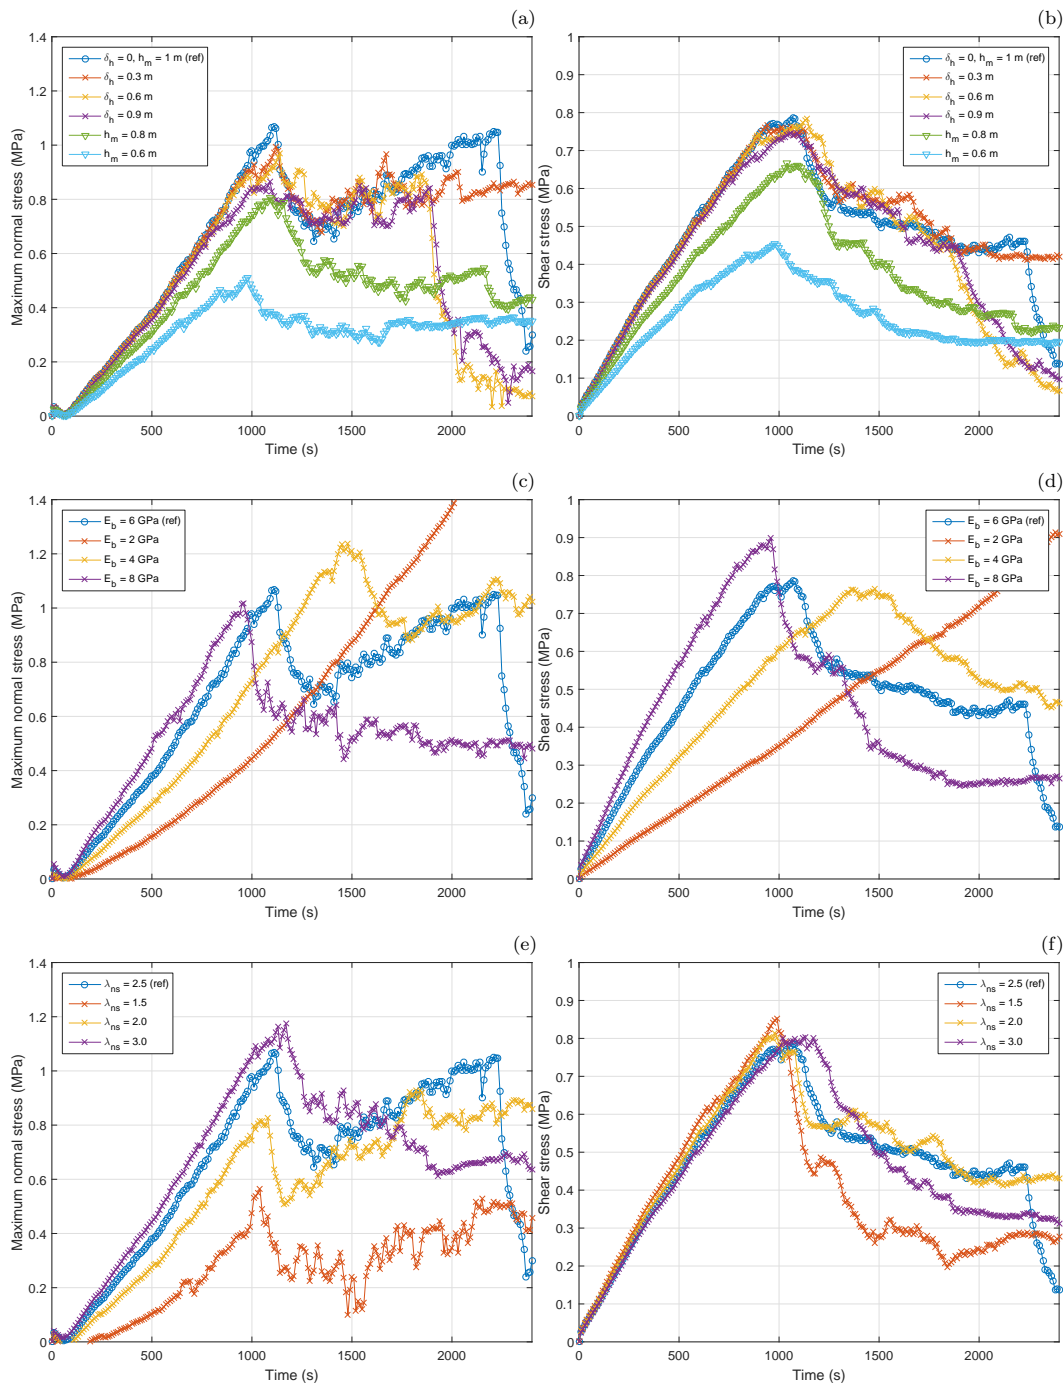 (a)
1.4
1.2
1
0.8
0.6
0.4
0.2
0
Maximum normal stress (MPa)
δh = 0, hm = 1 m (ref)
δh = 0.3 m
δh = 0.6 m
δh = 0.9 m
hm = 0.8 m
hm = 0.6 m
0 500 1000 1500 2000
Time (s)
(b)
1
0.9
0.8
0.7
0.6
0.5
0.4
0.3
0.2
0.1
0
Shear stress (MPa)
δh = 0, hm = 1 m (ref)
δh = 0.3 m
δh = 0.6 m
δh = 0.9 m
hm = 0.8 m
hm = 0.6 m
0 500 1000 1500 2000
Time (s)
(c)
1.4
1.2
1
0.8
0.6
0.4
0.2
0
Maximum normal stress (MPa)
Eb = 6 GPa (ref)
Eb = 2 GPa
Eb = 4 GPa
Eb = 8 GPa
0 500 1000 1500 2000
Time (s)
(d)
1
0.9
0.8
0.7
0.6
0.5
0.4
0.3
0.2
0.1
0
Shear stress (MPa)
Eb = 6 GPa (ref)
Eb = 2 GPa
Eb = 4 GPa
Eb = 8 GPa
0 500 1000 1500 2000
Time (s)
(e)
1.4
1.2
1
0.8
0.6
0.4
0.2
0
Maximum normal stress (MPa)
λns = 2.5 (ref)
λns = 1.5
λns = 2.0
λns = 3.0
0 500 1000 1500 2000
Time (s)
(f)
1
0.9
0.8
0.7
0.6
0.5
0.4
0.3
0.2
0.1
0
Shear stress (MPa)
λns = 2.5 (ref)
λns = 1.5
λns = 2.0
λns = 3.0
0 500 1000 1500 2000
Time (s)